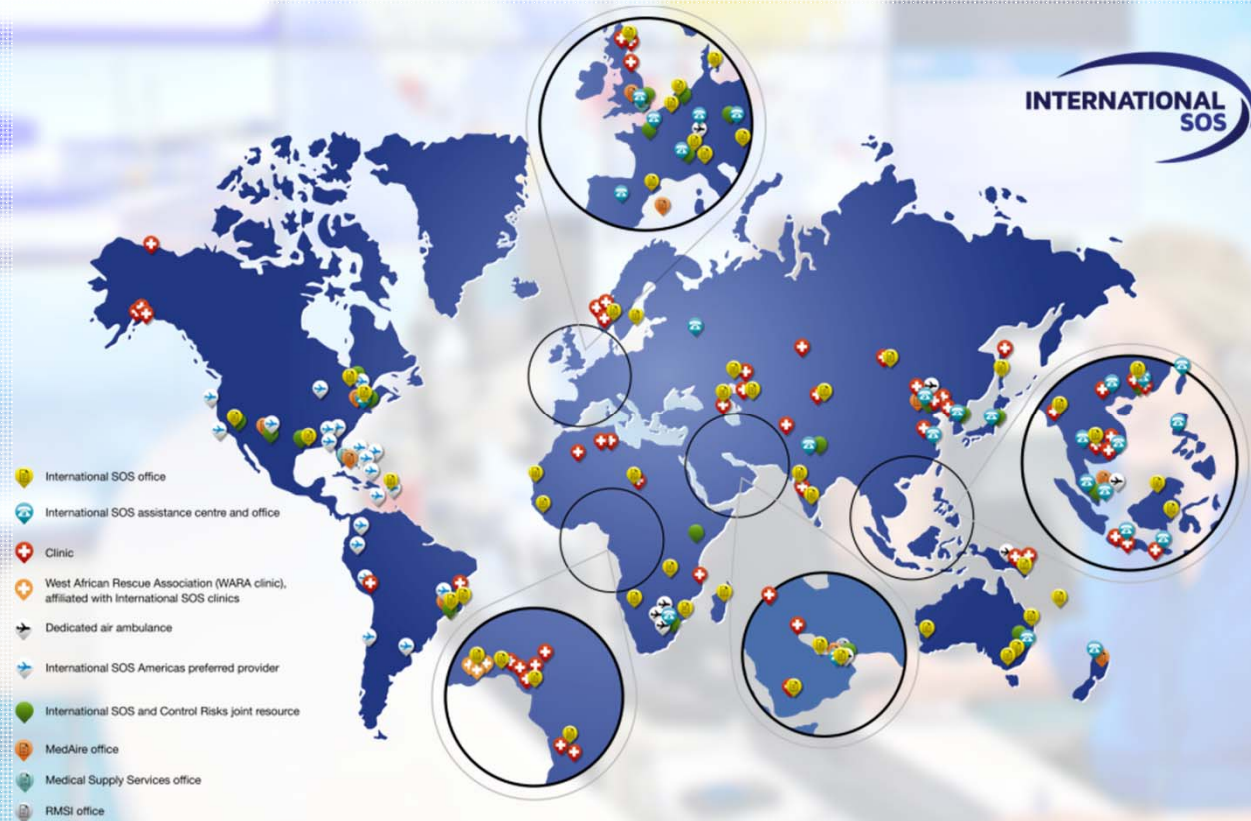 INTERNATIONAL
SOS
International SOS office
International SOS assistance centre and office
Clinic
West African Rescue Association (WARA clinic),
affiliated with International SOS clinics
Dedicated air ambulance
International SOS Americas preferred provider
International SOS and Control Risks joint resource
MedAire office
Medical Supply Services office
RMSI office